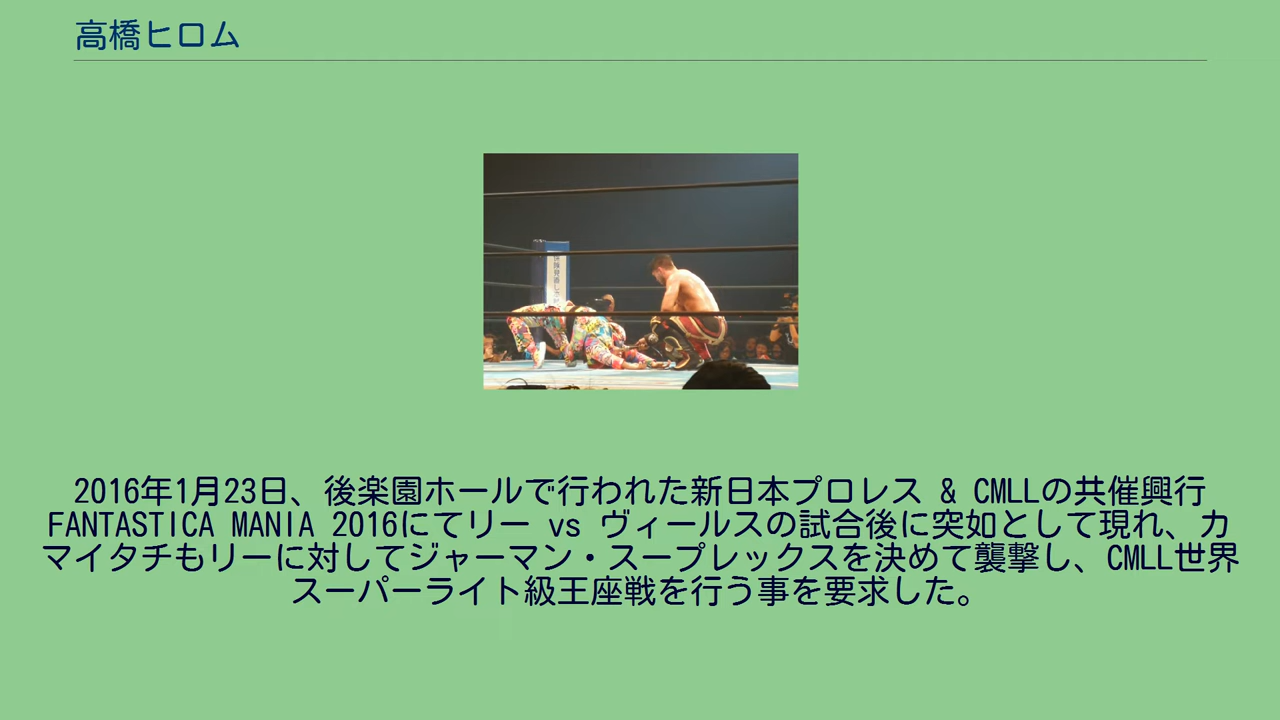 高橋ヒロム
2016年1月23日、後楽園ホールで行われた新日本プロレス & CMLLの共催興行
FANTASTICA MANIA 2016にてリー vs ヴィールスの試合後に突如として現れ、カ
マイタチもリーに対してジャーマン・スープレックスを決めて襲撃し、CMLL世界
スーパーライト級王座戦を行う事を要求した。